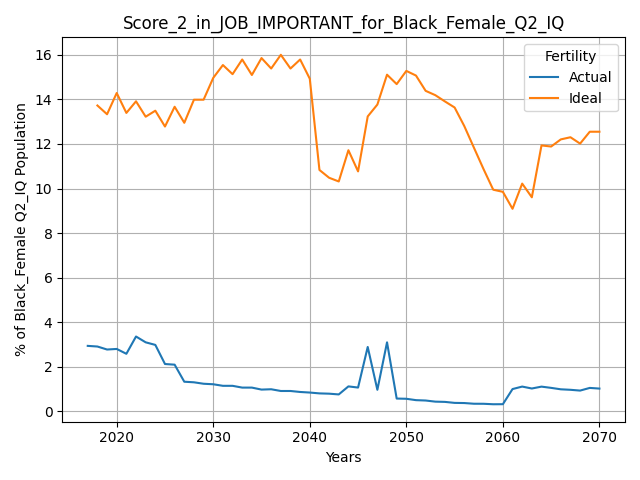 Score_2_in_JOB_IMPORTANT_for_Black_Female_Q2_IQ
Fertility
Actual
Ideal
% of Black_Female Q2_IQ Population
16
14
12
10
8
6
4
2
0
2020 2030 2040 2050 2060 2070
Years